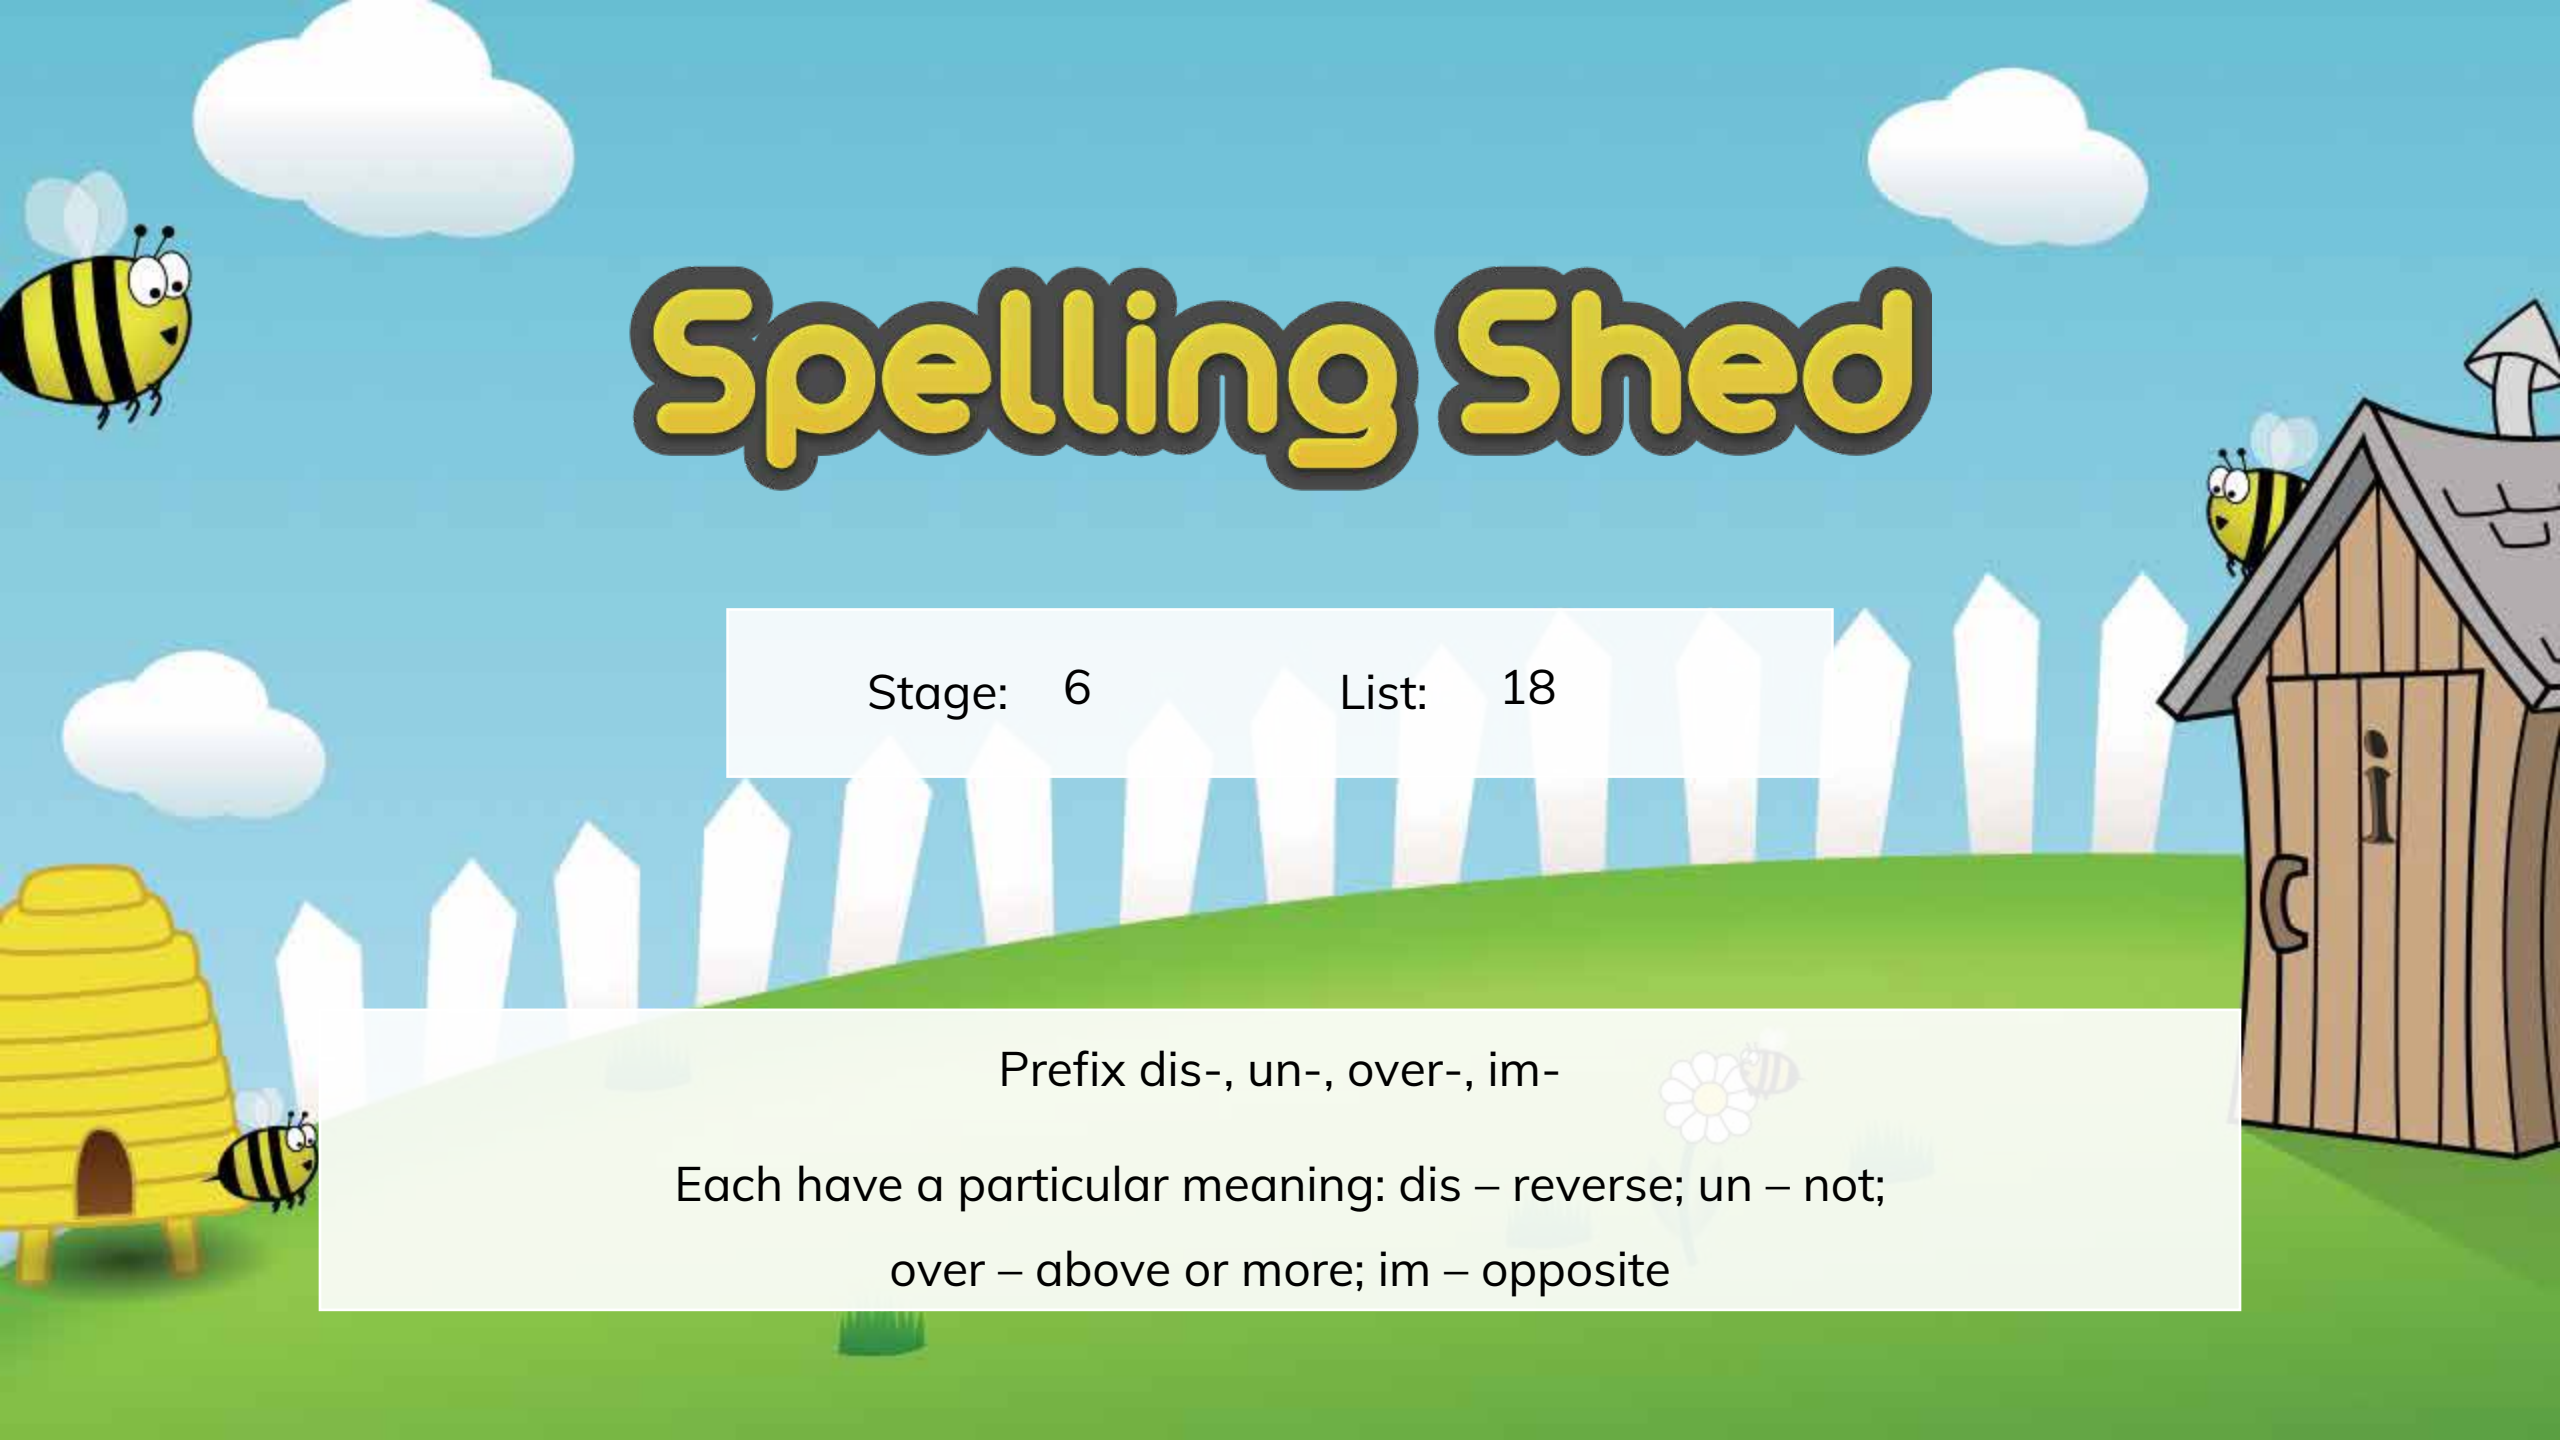 Spelling Shed
Stage: 6 List: 18
i
Prefix dis-, un-, over-, im-
Each have a particular meaning: dis – reverse; un – not;
over – above or more; im – opposite